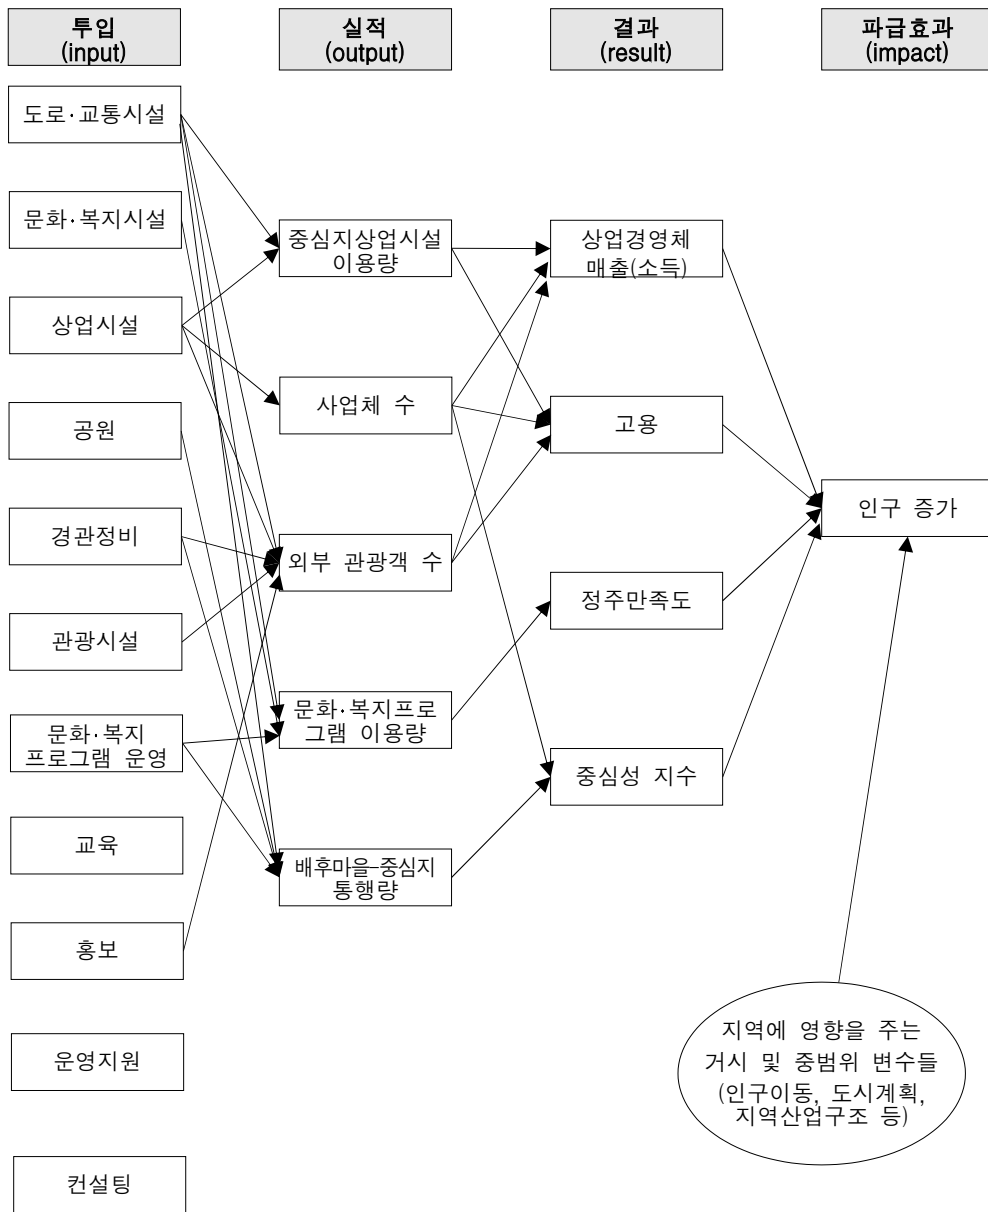 투입
(input)
실적
(output)
결과
(result)
파급효과
(impact)
도로·교통시설
문화·복지시설
상업시설
공원
경관정비
관광시설
문화·복지
프로그램 운영
교육
홍보
운영지원
컨설팅
중심지상업시설
이용량
사업체 수
외부 관광객 수
문화·복지프로
그램 이용량
배후마을-중심지
통행량
상업경영체
매출(소득)
고용
정주만족도
중심성 지수
인구 증가
지역에 영향을 주는
거시 및 중범위 변수들
(인구이동, 도시계획,
지역산업구조 등)